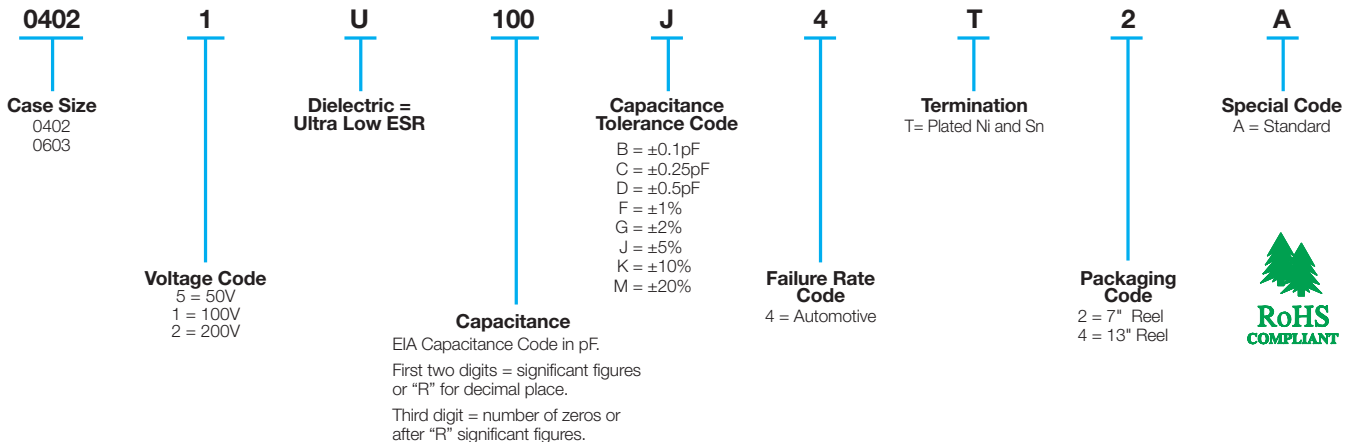 0402 1 U 100 J 4 T 2 A
Case Size
0402
0603
Voltage Code
5 = 50V
1 = 100V
2 = 200V
Dielectric =
Ultra Low ESR
Capacitance
EIA Capacitance Code in pF.
First two digits = significant figures
or “R” for decimal place.
Third digit = number of zeros or
after “R” significant figures.
Capacitance
Tolerance Code
B = ±0.1pF
C = ±0.25pF
D = ±0.5pF
F = ±1%
G = ±2%
J = ±5%
K = ±10%
M = ±20%
Failure Rate
Code
4 = Automotive
Termination
T= Plated Ni and Sn
Packaging
Code
2 = 7" Reel
4 = 13" Reel
Special Code
A = Standard
RoHS
COMPLIANT